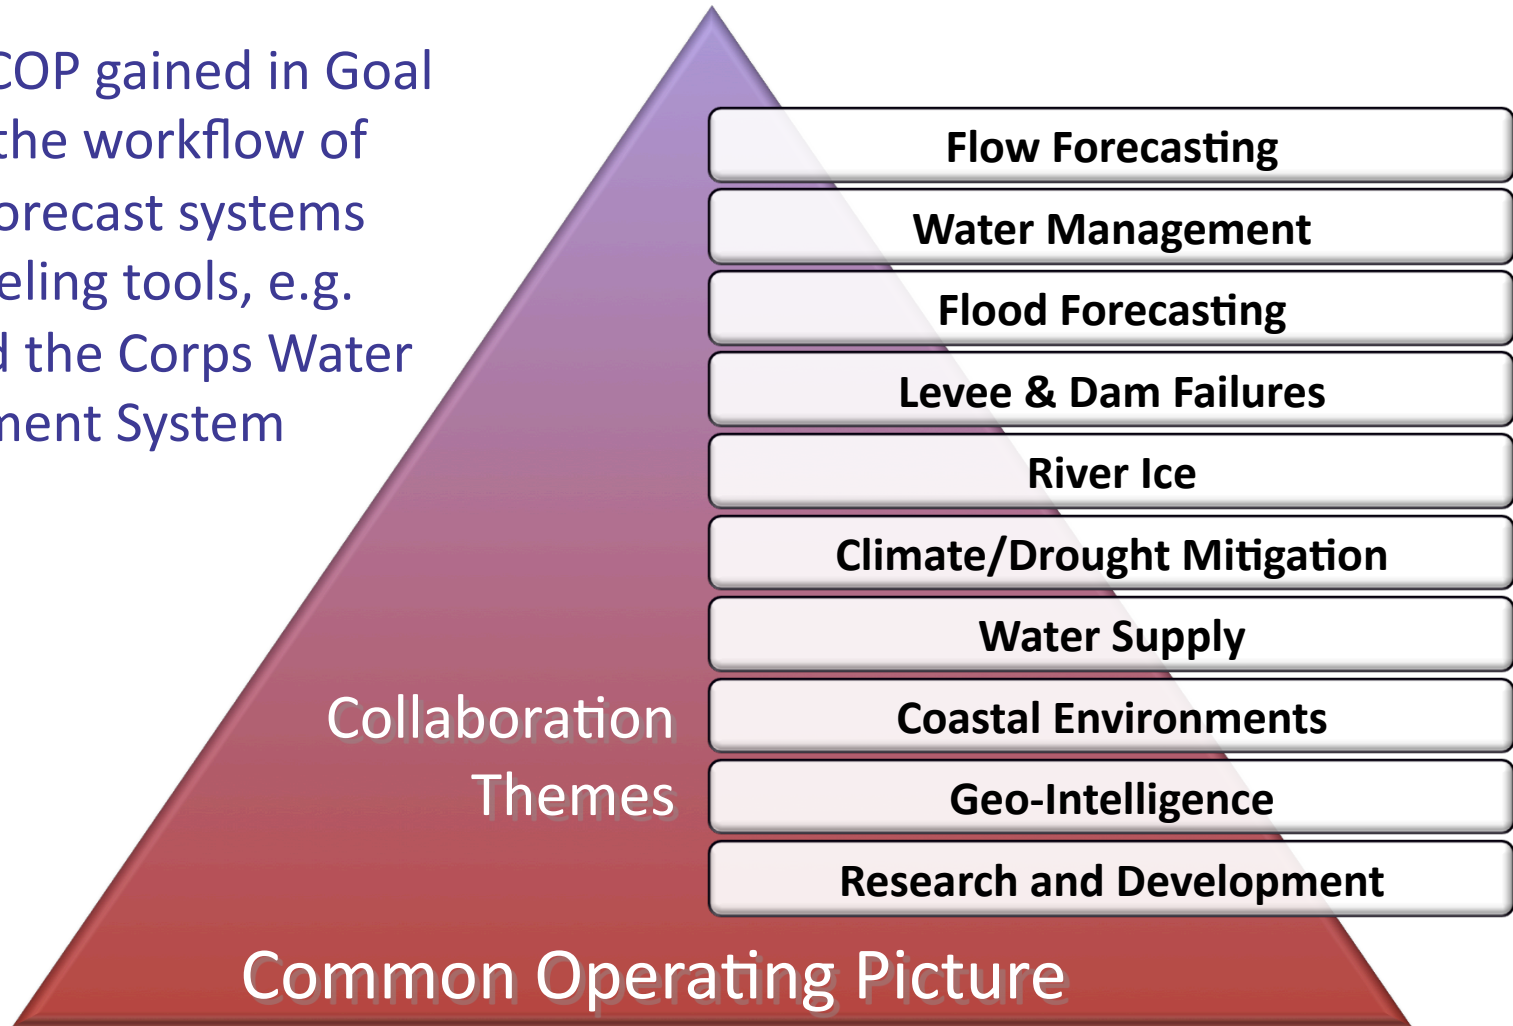 COP gained in Goal
the workflow of
orecast systems
eling tools, e.g.
d the Corps Water
ment System
Flow Forecasting
Water Management
Flood Forecasting
Levee & Dam Failures
River Ice
Climate/Drought Mitigation
Water Supply
Coastal Environments
Geo-Intelligence
Research and Development
Collaboration
Themes
Common Operating Picture